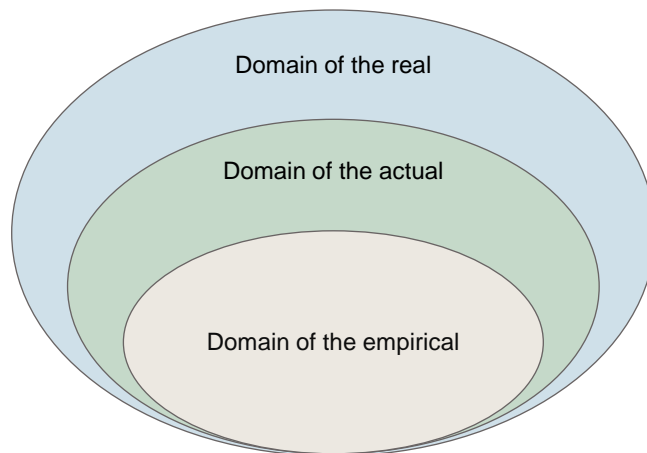 Domain of the real
Domain of the actual
Domain of the empirical